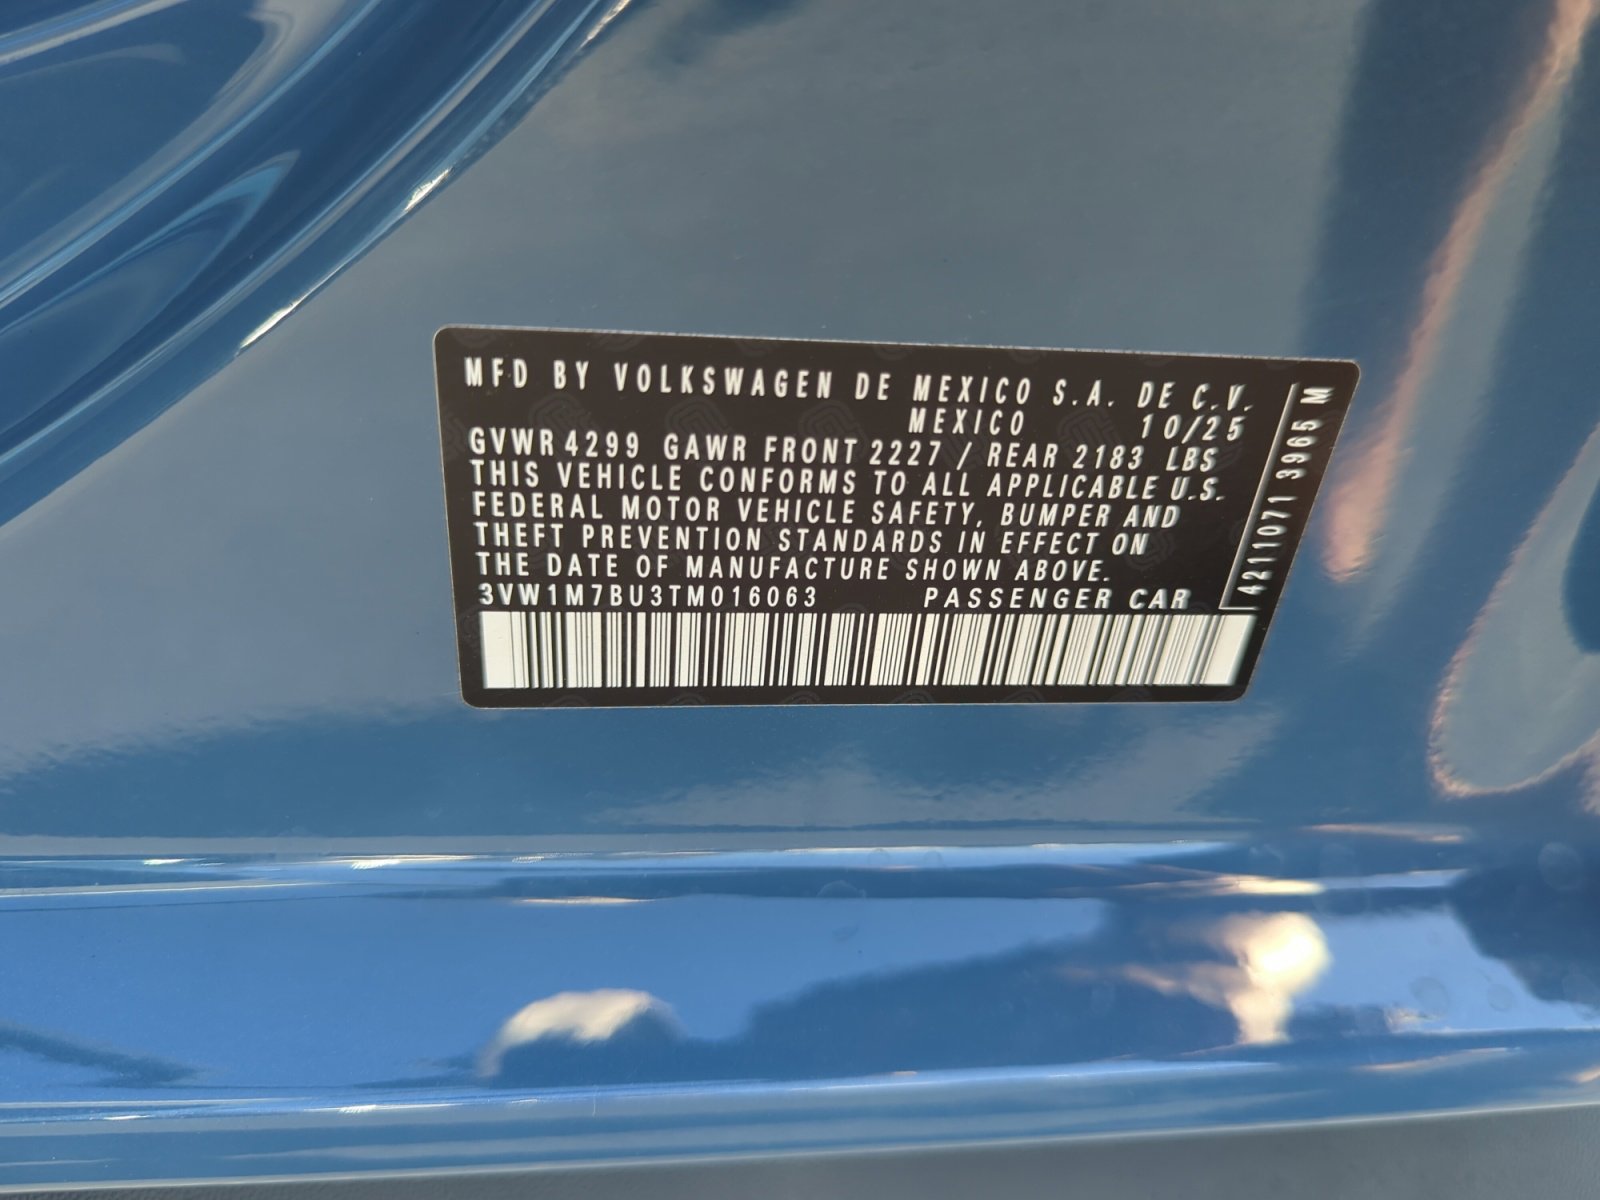 MFD BY VOLKSWAGEN DE MEXICO S.A. DE C.V.
MEXICO 10/25
GVWR 4299 GAWR FRONT 2227 / REAR 2183 LBS
THIS VEHICLE CONFORMS TO ALL APPLICABLE U.S.
FEDERAL MOTOR VEHICLE SAFETY, BUMPER AND
THEFT PREVENTION STANDARDS IN EFFECT ON
THE DATE OF MANUFACTURE SHOWN ABOVE.
3VW1M7BU3TM016063 PASSENGER CAR
4211071 3965 M